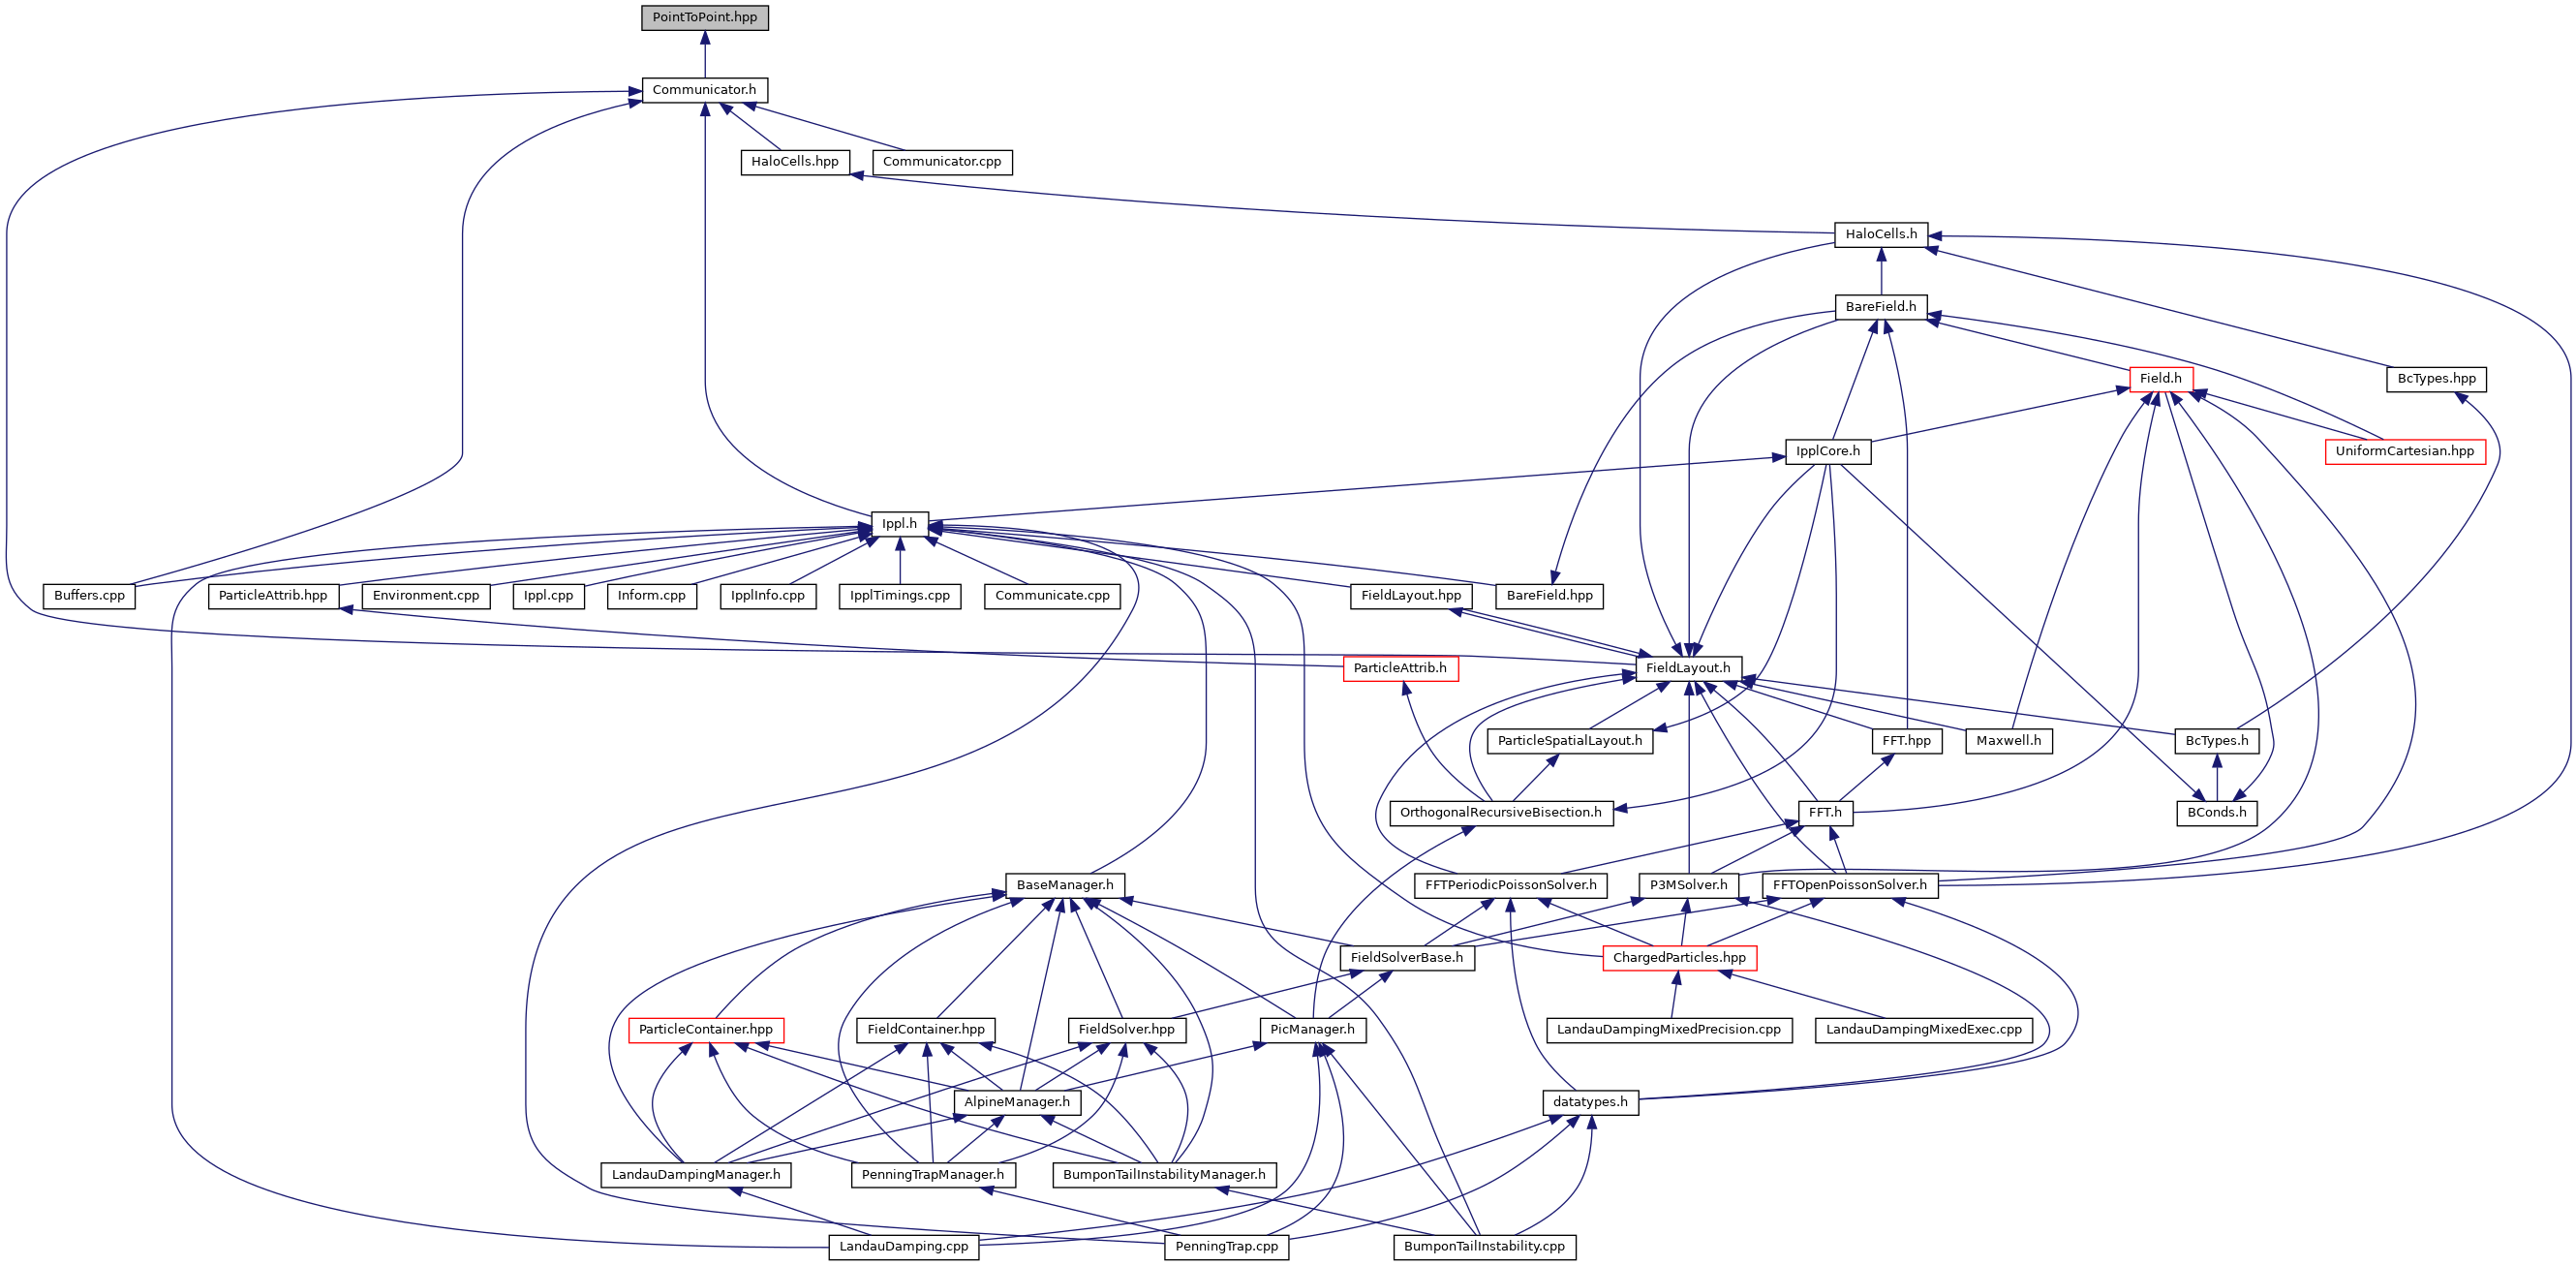 PointToPoint.hpp
Communicator.h
HaloCells.hpp
Communicator.cpp
HaloCells.h
BareField.h
Field.h
BcTypes.hpp
IpplCore.h
UniformCartesian.hpp
Ippl.h
Buffers.cpp
ParticleAttrib.hpp
Environment.cpp
Ippl.cpp
Inform.cpp
IpplInfo.cpp
IpplTimings.cpp
Communicate.cpp
FieldLayout.hpp
BareField.hpp
ParticleAttrib.h
FieldLayout.h
ParticleSpatialLayout.h
FFT.hpp
Maxwell.h
BcTypes.h
OrthogonalRecursiveBisection.h
FFT.h
BConds.h
BaseManager.h
FFTPeriodicPoissonSolver.h
P3MSolver.h
FFTOpenPoissonSolver.h
FieldSolverBase.h
ChargedParticles.hpp
ParticleContainer.hpp
FieldContainer.hpp
FieldSolver.hpp
PicManager.h
LandauDampingMixedPrecision.cpp
LandauDampingMixedExec.cpp
AlpineManager.h
datatypes.h
LandauDampingManager.h
PenningTrapManager.h
BumponTailInstabilityManager.h
LandauDamping.cpp
PenningTrap.cpp
BumponTailInstability.cpp